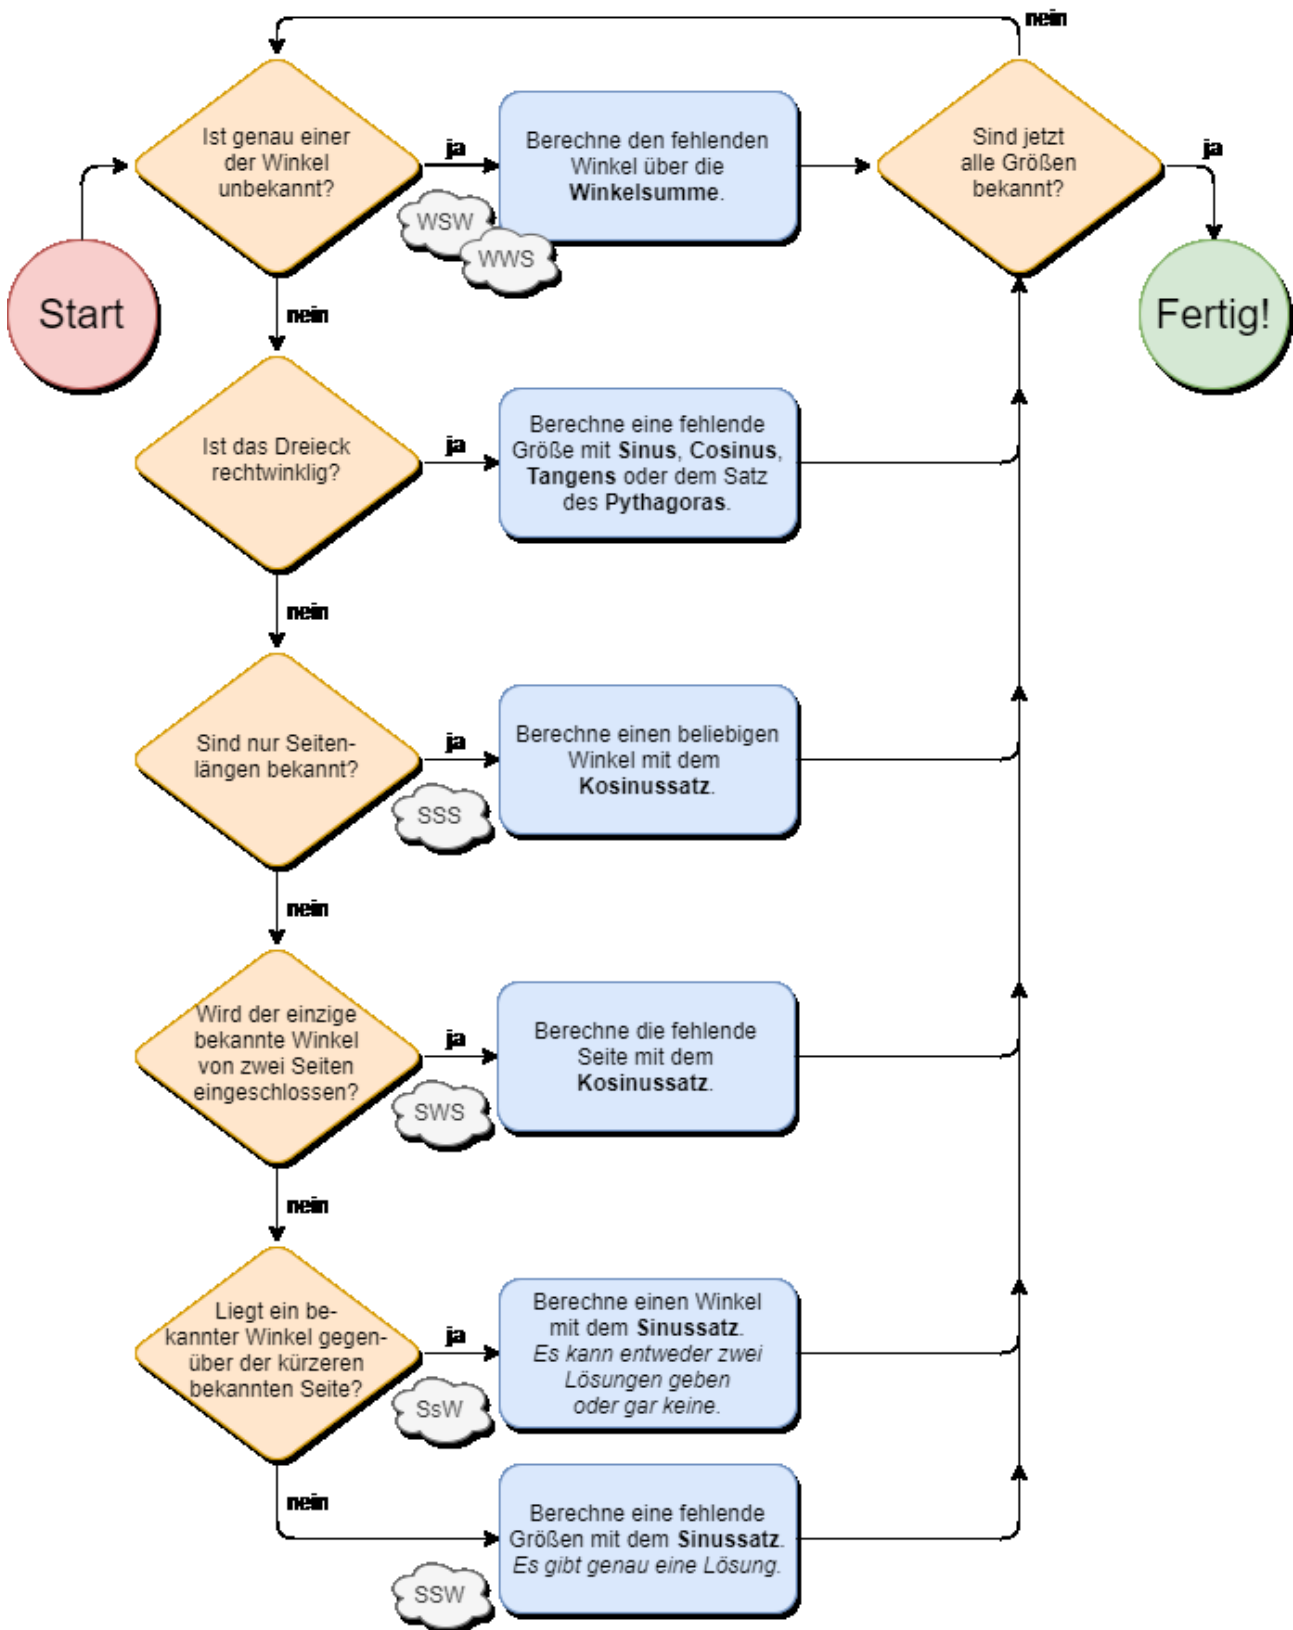 nein
Ist genau einer
der Winkel
unbekannt?
ja
Berechne den fehlenden
Winkel über die
Winkelsumme.
Sind jetzt
alle Größen
bekannt?
ja
WSW
WWS
Start
Fertig!
nein
Ist das Dreieck
rechtwinklig?
ja
Berechne eine fehlende
Größe mit Sinus, Cosinus,
Tangens oder dem Satz
des Pythagoras.
nein
Sind nur Seiten-
längen bekannt?
ja
Berechne einen beliebigen
Winkel mit dem
Kosinussatz.
SSS
nein
Wird der einzige
bekannte Winkel
von zwei Seiten
eingeschlossen?
ja
Berechne die fehlende
Seite mit dem
Kosinussatz.
SWS
nein
Liegt ein be-
kannter Winkel gegen-
über der kürzeren
bekannten Seite?
ja
Berechne einen Winkel
mit dem Sinussatz.
Es kann entweder zwei
Lösungen geben
oder gar keine.
SsW
nein
Berechne eine fehlende
Größen mit dem Sinussatz.
Es gibt genau eine Lösung.
SSW